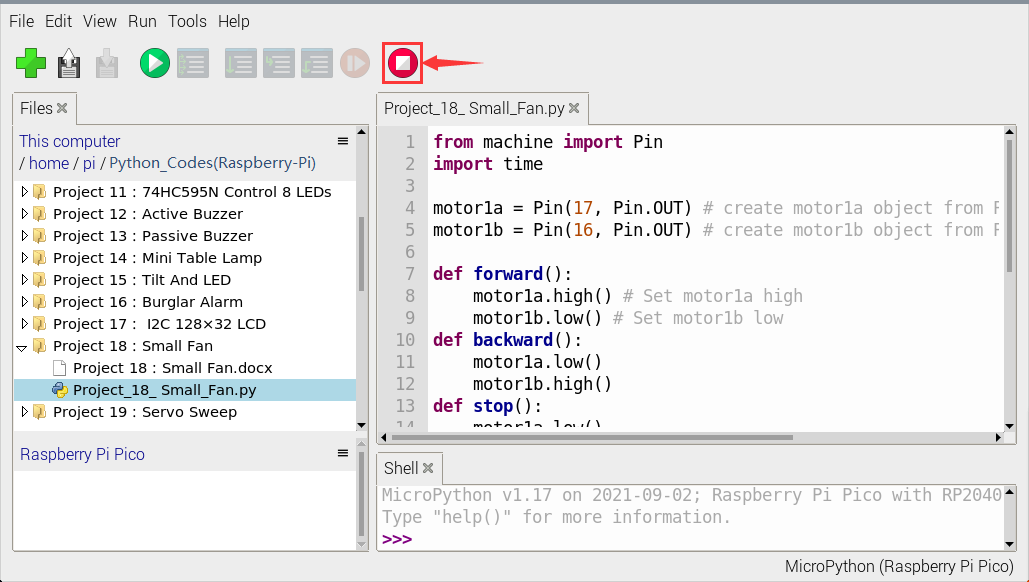 File Edit View Run Tools Help
Files
This computer
/ home / pi / Python_Codes(Raspberry-Pi)
Project 11 : 74HC595N Control 8 LEDs
Project 12 : Active Buzzer
Project 13 : Passive Buzzer
Project 14 : Mini Table Lamp
Project 15 : Tilt And LED
Project 16 : Burglar Alarm
Project 17 :  I2C 128×32 LCD
Project 18 : Small Fan
Project 18 : Small Fan.docx
Project_18_ Small_Fan.py
Project 19 : Servo Sweep
Raspberry Pi Pico
Project_18_ Small_Fan.py
1 from machine import Pin
2 import time
3
4 motor1a = Pin(17, Pin.OUT) # create motor1a object from
5 motor1b = Pin(16, Pin.OUT) # create motor1b object from
6
7 def forward():
8     motor1a.high() # Set motor1a high
9     motor1b.low() # Set motor1b low
10 def backward():
11     motor1a.low()
12     motor1b.high()
13 def stop():
14     motor1a.low()
Shell
MicroPython v1.17 on 2021-09-02; Raspberry Pi Pico with RP2040
Type "help()" for more information.
>>>
MicroPython (Raspberry Pi Pico)